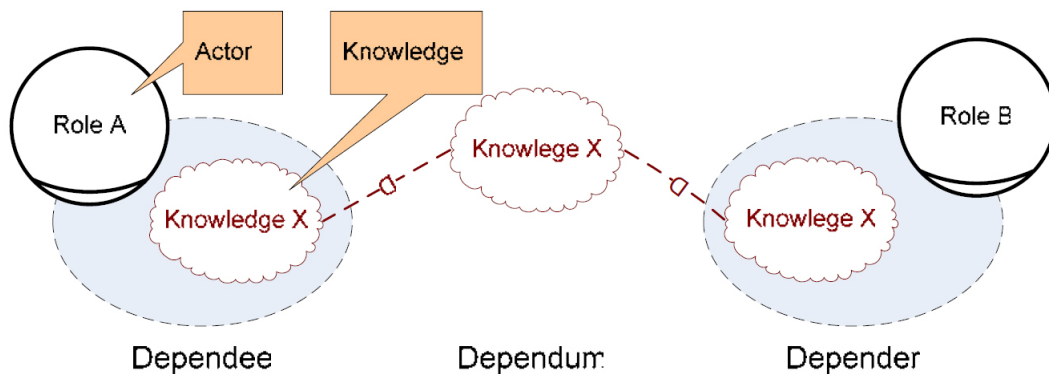 Actor
Knowledge
Role A
Role B
Knowlege X
Knowledge X
Knowlege X
Dependee
Dependum
Depender